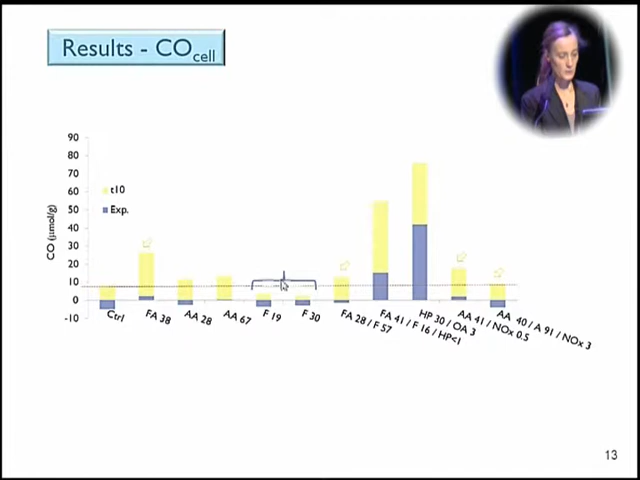 Results - COcell
90
80
70
60
50
40
30
20
10
0
-10
CO (µmol/g)
t10
Exp.
Ctrl
FA 38
AA 28
AA 67
F 19
F 30
FA 28 / F 57
FA 41 / F 16 / HP<1
HP 30 / OA 3
AA 41 / NOx 0.5
AA 40 / A 91 / NOx 3
13